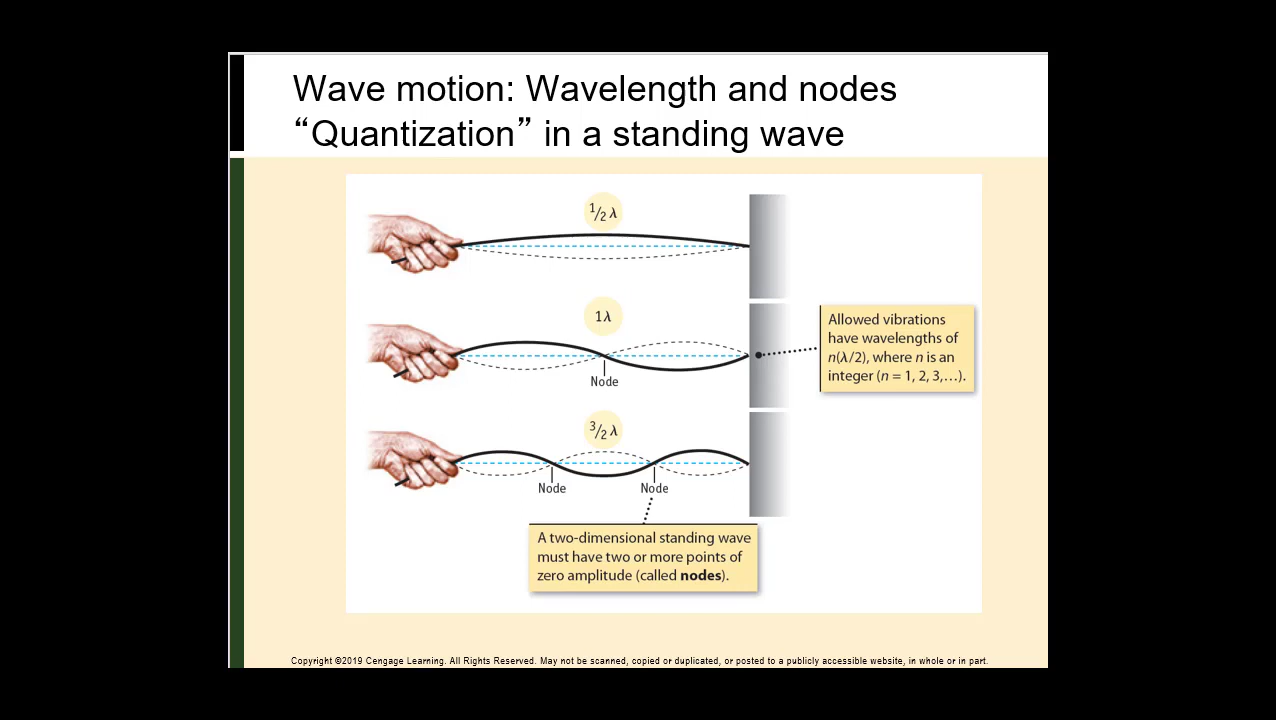 Wave motion: Wavelength and nodes
“Quantization” in a standing wave
1/2 λ
1λ
Node
Allowed vibrations
have wavelengths of
n(λ/2), where n is an
integer (n = 1, 2, 3,…).
3/2 λ
Node Node
A two-dimensional standing wave
must have two or more points of
zero amplitude (called nodes).
Copyright ©2019 Cengage Learning. All Rights Reserved. May not be scanned, copied or duplicated, or posted to a publicly accessible website, in whole or in part.